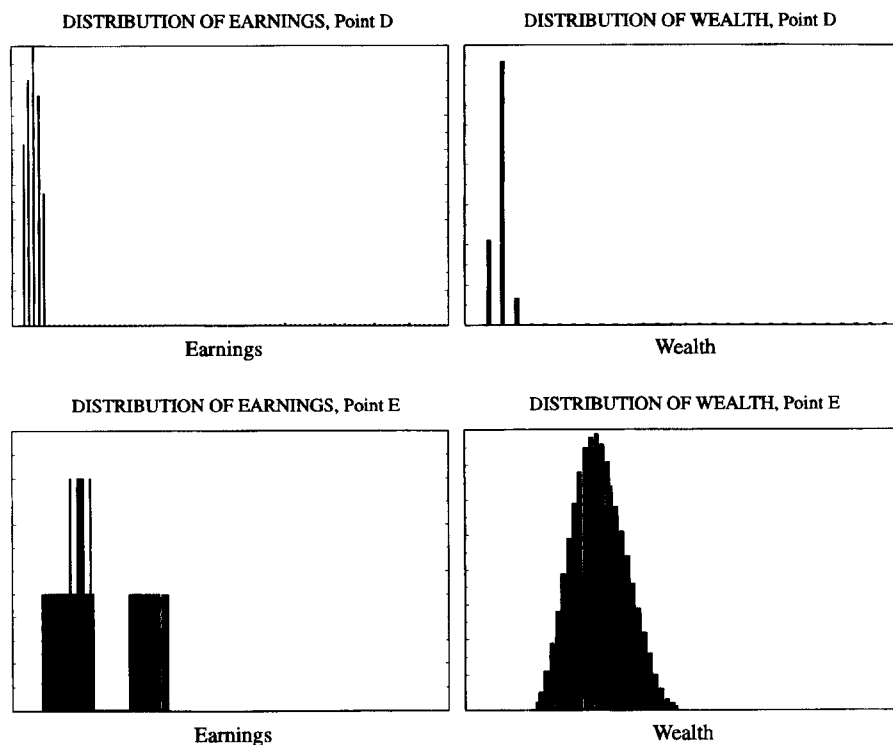 DISTRIBUTION OF EARNINGS, Point D
DISTRIBUTION OF WEALTH, Point D
Earnings
Wealth
DISTRIBUTION OF EARNINGS, Point E
DISTRIBUTION OF WEALTH, Point E
Earnings
Wealth